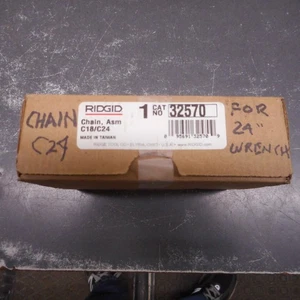 RIDGID
1 CAT NO 32570
Chain, Asm
C18/C24
MADE IN TAIWAN
CHAIN
C24
FOR
24"
WRENCH